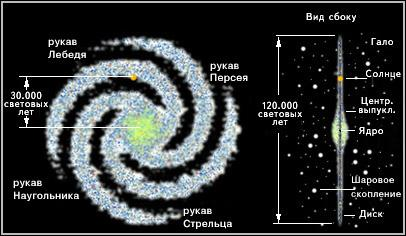 рукав
Лебедя
рукав
Персея
30.000
световых
лет
рукав
Наугольника
рукав
Стрельца
Вид сбоку
Гало
Солнце
120.000
световых
лет
Центр.
выпукл.
Ядро
Шаровое
скопление
Диск